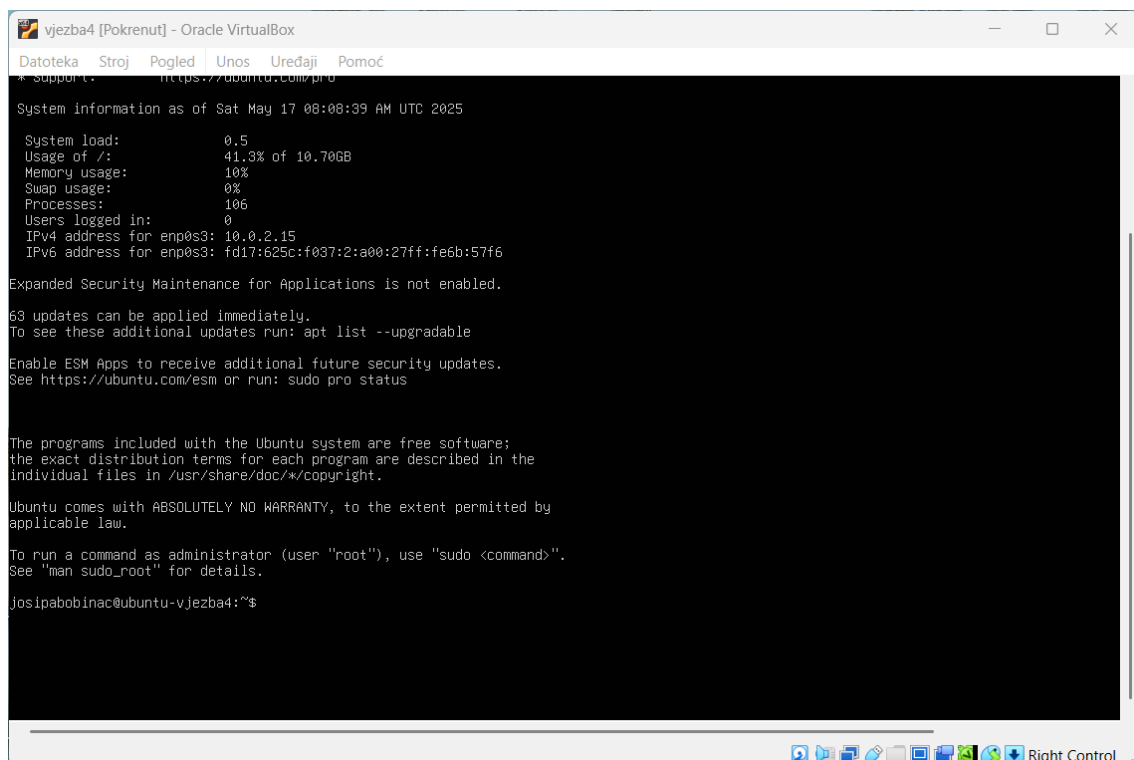 vjezba4 [Pokrenut] - Oracle VirtualBox
Datoteka Stroj Pogled Unos Uređaji Pomoć
* Support: https://ubuntu.com/pro
System information as of Sat May 17 08:08:39 AM UTC 2025
System load: 0.5
Usage of /: 41.3% of 10.70GB
Memory usage: 10%
Swap usage: 0%
Processes: 106
Users logged in: 0
IPv4 address for enp0s3: 10.0.2.15
IPv6 address for enp0s3: fd17:625c:f037:2:a00:27ff:fe6b:57f6
Expanded Security Maintenance for Applications is not enabled.
63 updates can be applied immediately.
To see these additional updates run: apt list --upgradable
Enable ESM Apps to receive additional future security updates.
See https://ubuntu.com/esm or run: sudo pro status
The programs included with the Ubuntu system are free software;
the exact distribution terms for each program are described in the
individual files in /usr/share/doc/*/copyright.
Ubuntu comes with ABSOLUTELY NO WARRANTY, to the extent permitted by
applicable law.
To run a command as administrator (user "root"), use "sudo <command>".
See "man sudo_root" for details.
josipabobinac@ubuntu-vjezba4:~$
Right Control